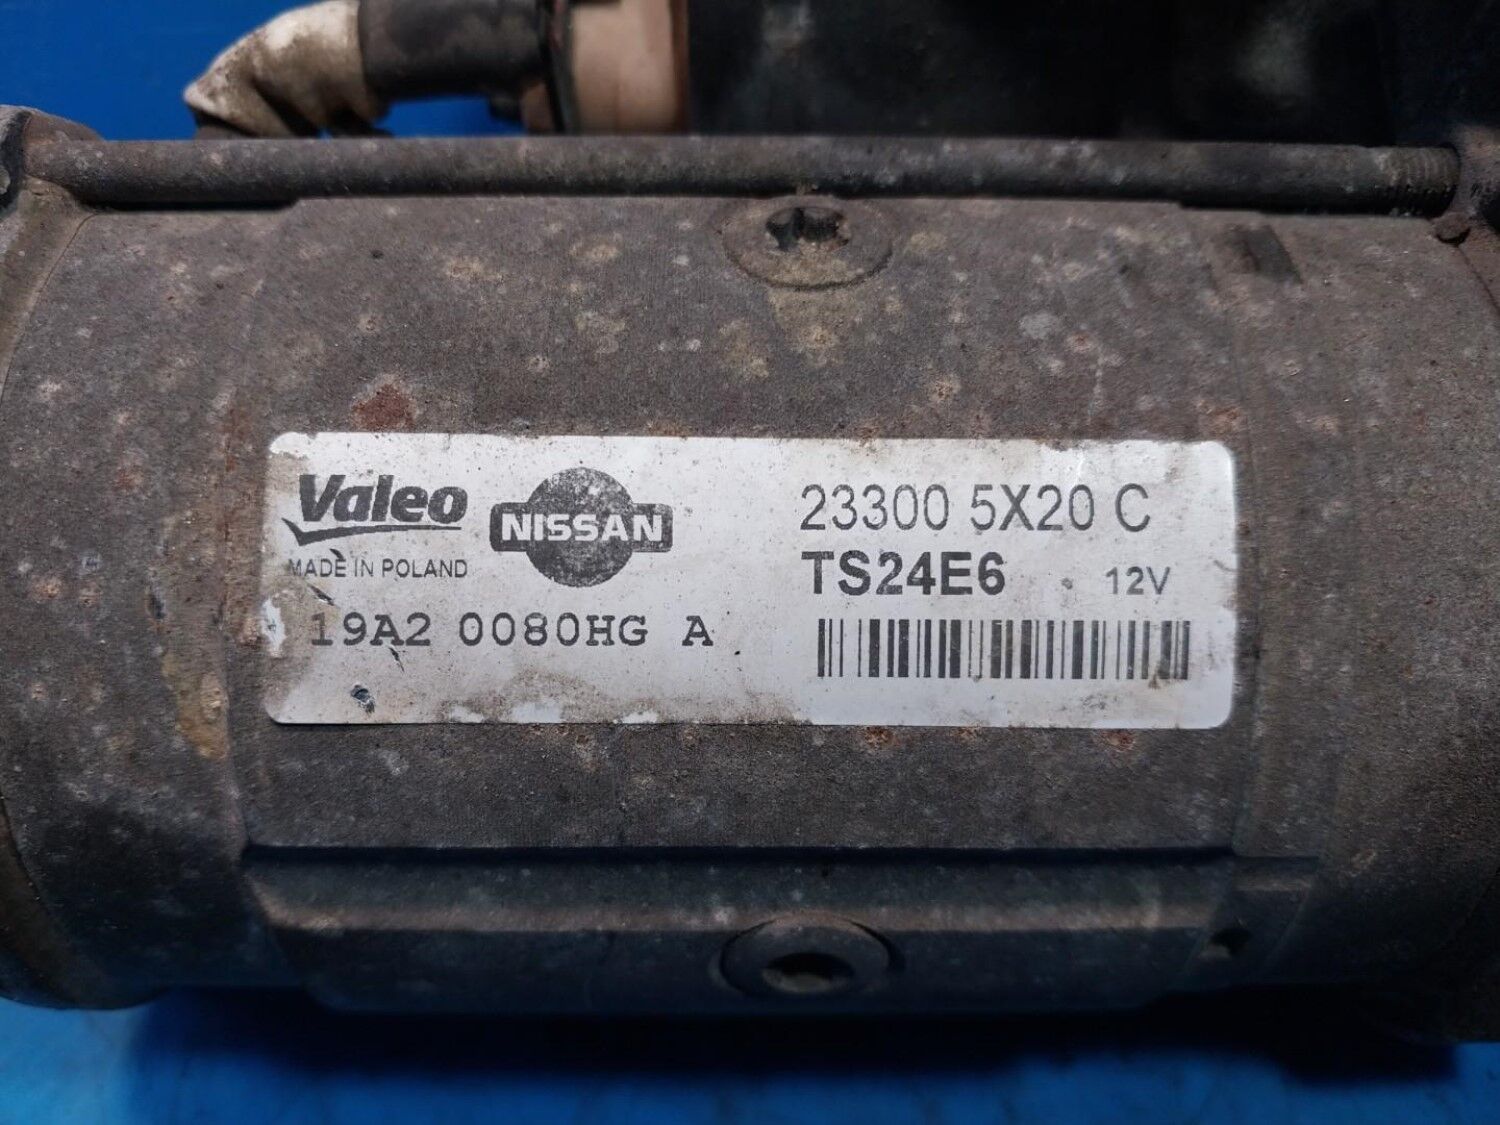 Valeo
MADE IN POLAND
NISSAN
19A2 0080HG A
23300 5X20 C
TS24E6 12V